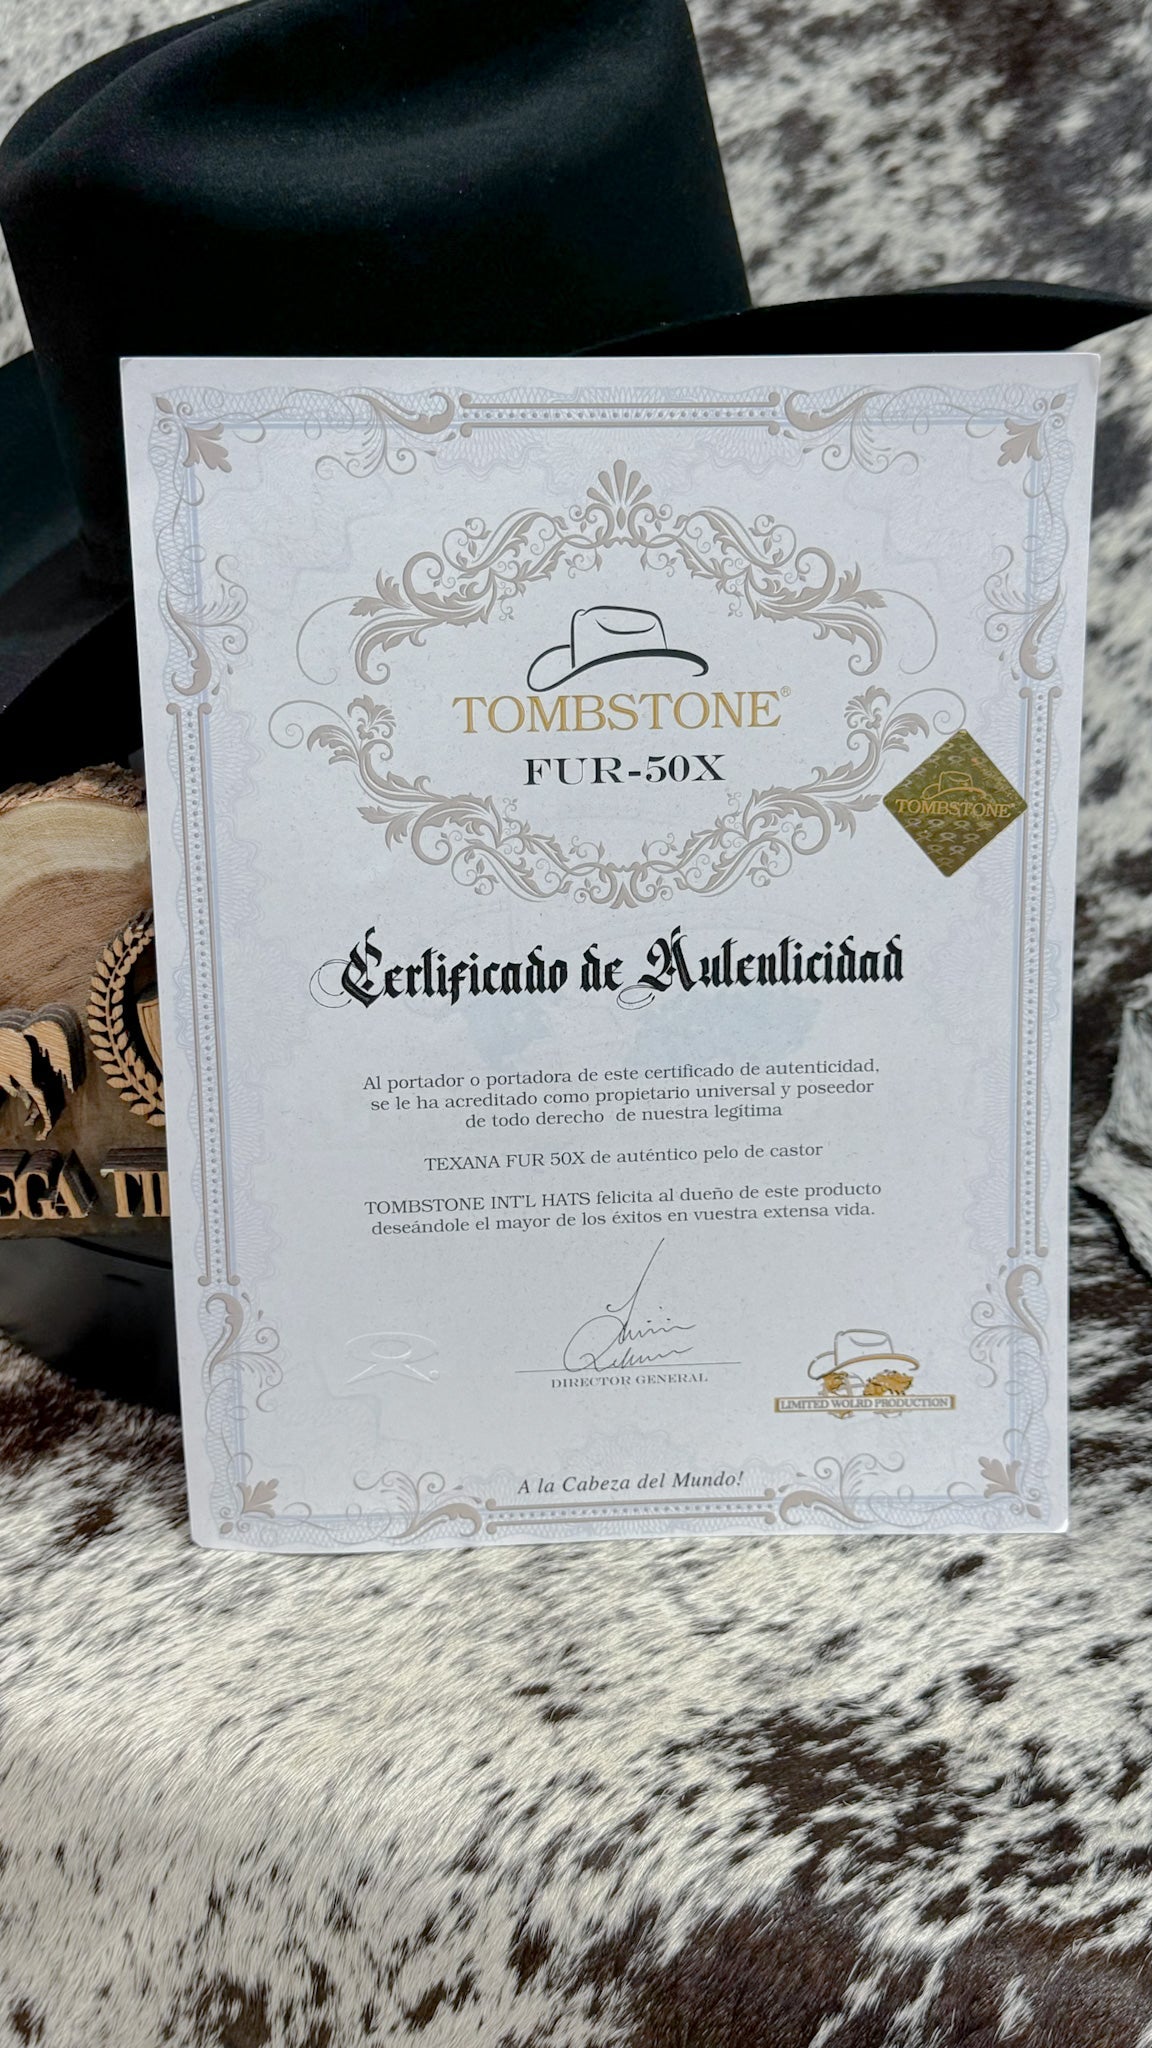 TOMBSTONE®
FUR-50X
TOMBSTONE
Certificado de Autenticidad
Al portador o portadora de este certificado de autenticidad,
se le ha acreditado como propietario universal y poseedor
de todo derecho de nuestra legítima
TEXANA FUR 50X de auténtico pelo de castor
TOMBSTONE INT'L HATS felicita al dueño de este producto
deseándole el mayor de los éxitos en vuestra extensa vida.
DIRECTOR GENERAL
LIMITED WOLRD PRODUCTION
A la Cabeza del Mundo!